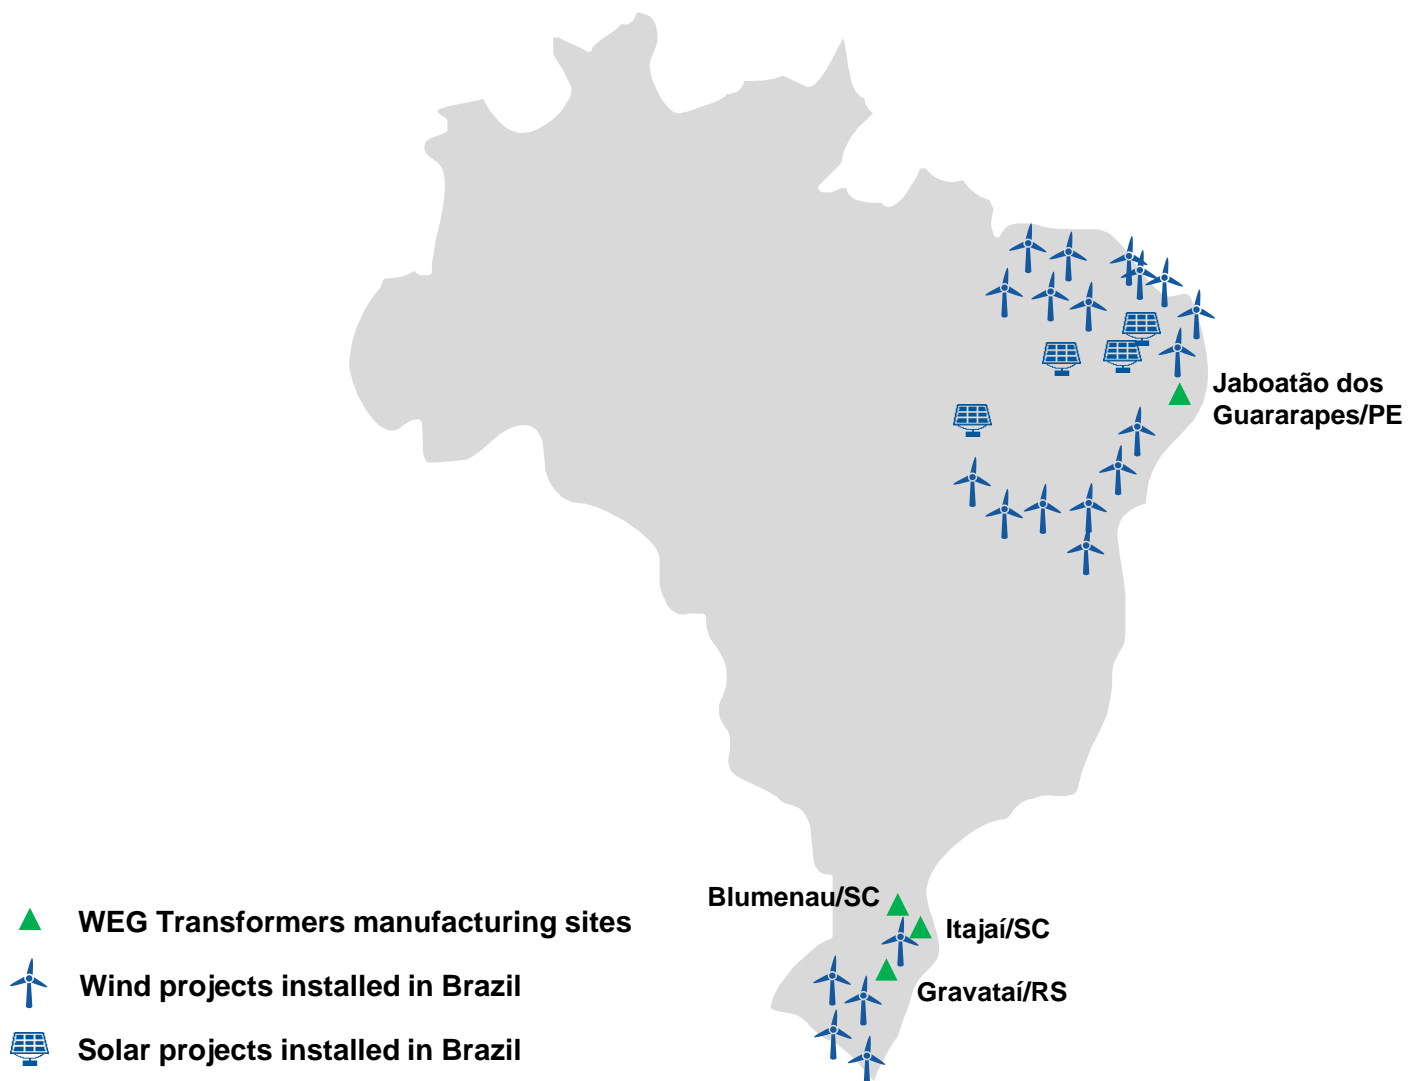 Jaboatão dos
Guararapes/PE
Blumenau/SC
Itajaí/SC
Gravataí/RS
WEG Transformers manufacturing sites
Wind projects installed in Brazil
Solar projects installed in Brazil